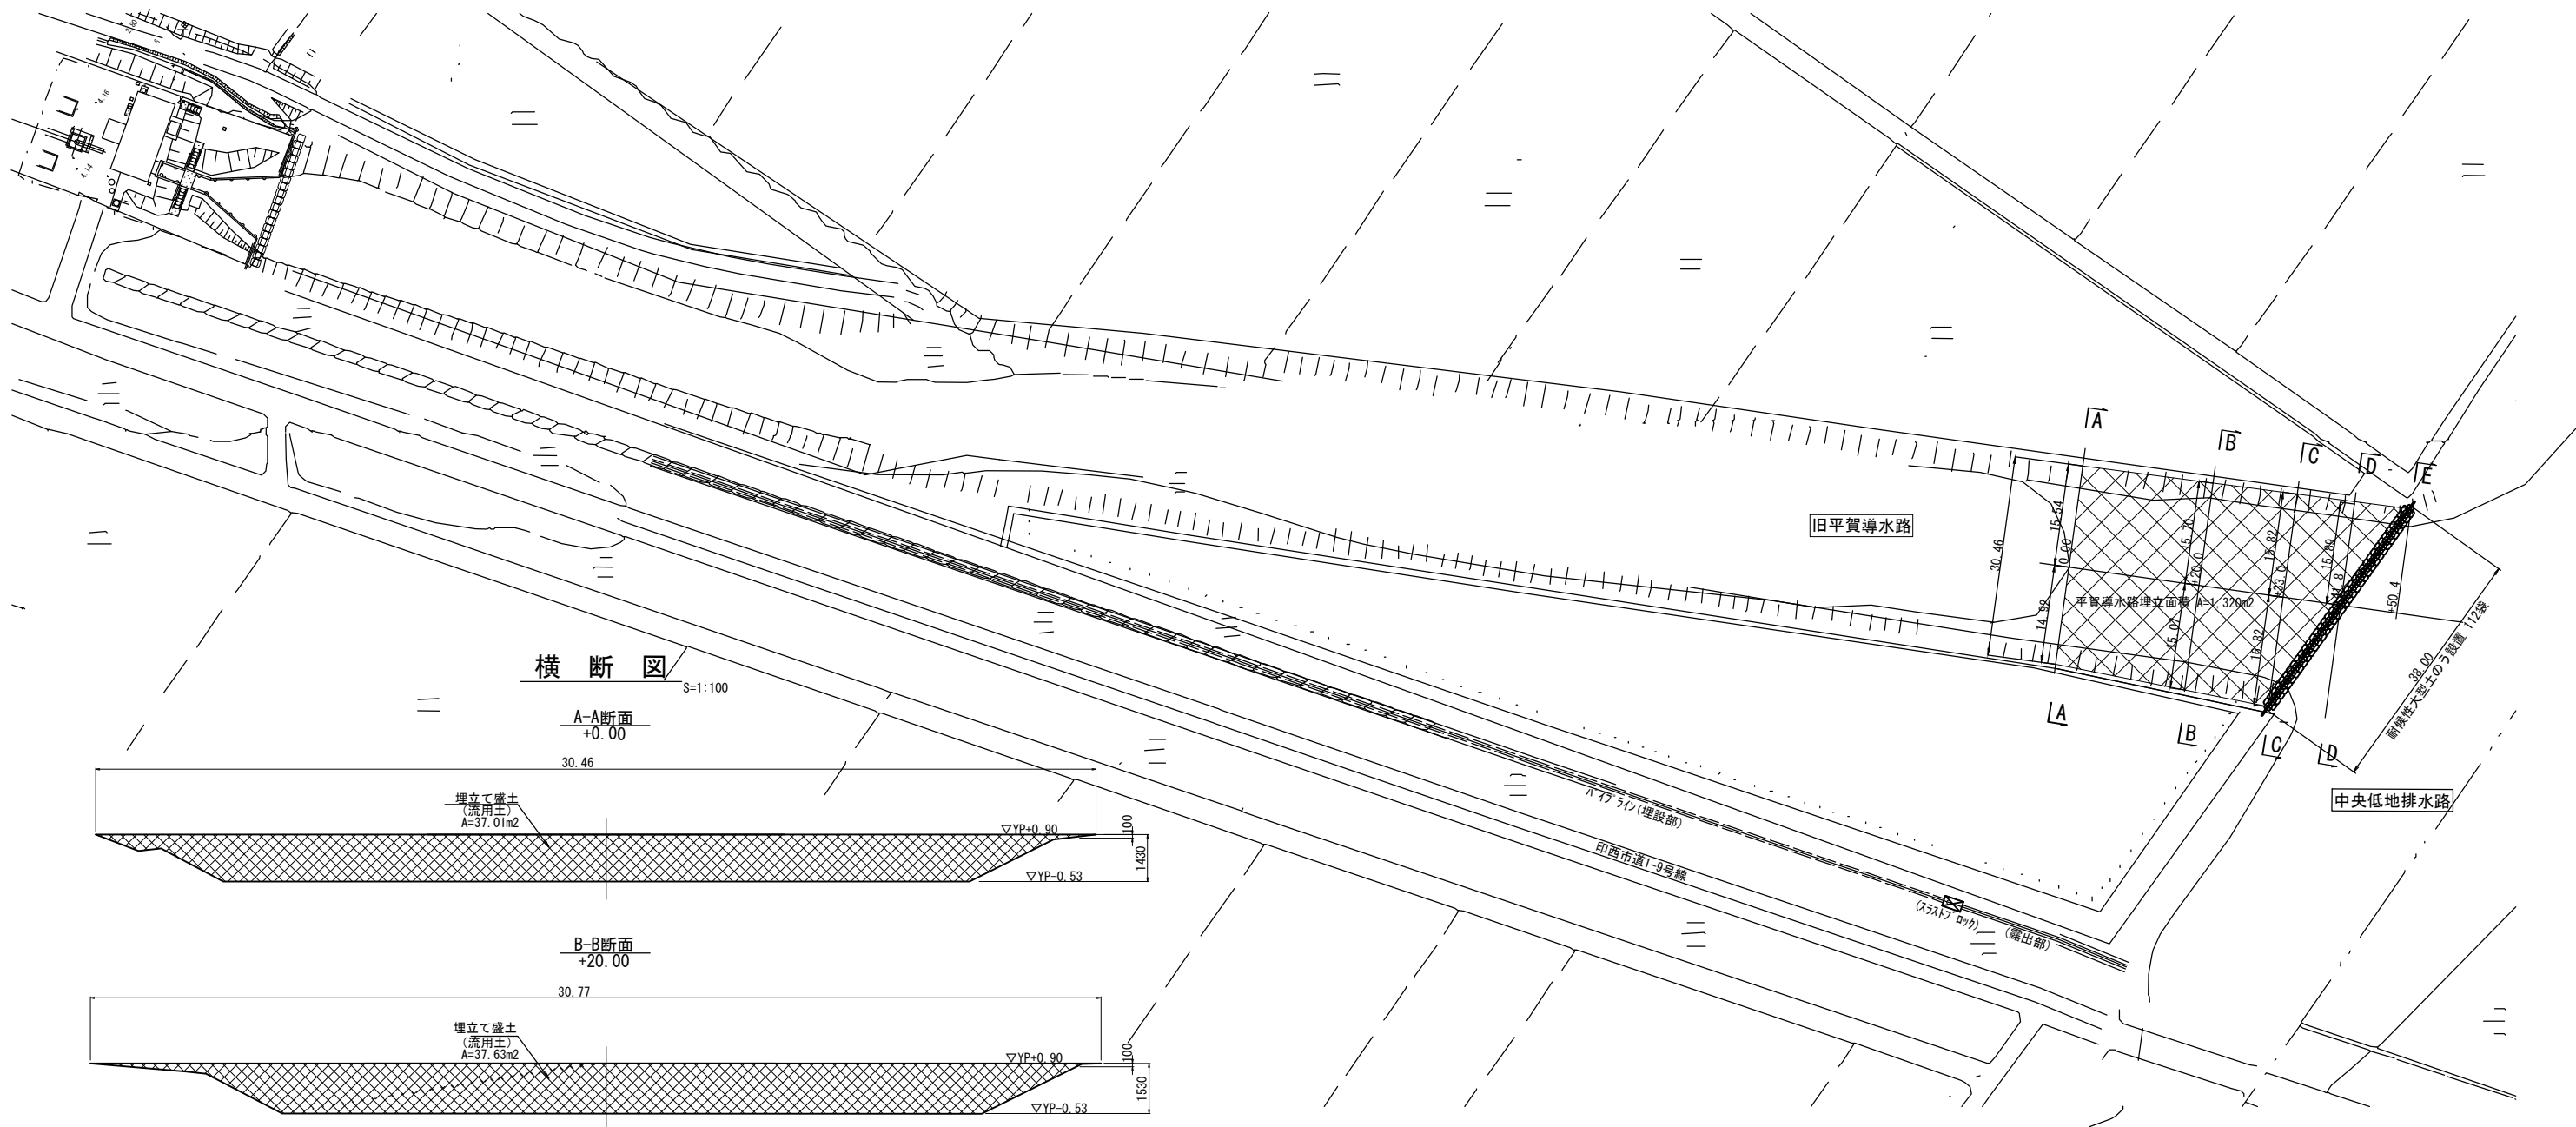 2.80
4.16
4.14
A
B
C
D
E
旧平賀導水路
30.46
15.54
0.00
14.92
15.70
+20.0
15.07
15.82
+33.0
16.82
15.89
+50.4
平賀導水路埋立面積 A=1,320m2
38.00
耐候性大型土のう設置 112袋
A
B
C
D
中央低地排水路
パイプライン(埋設部)
印西市道1-9号線
(スラストブロック)
(露出部)
横 断 図
S=1:100
A-A断面
+0.00
30.46
埋立て盛土
(流用土)
A=37.01m2
▽YP+0.90
100
1430
▽YP-0.53
B-B断面
+20.00
30.77
埋立て盛土
(流用土)
A=37.63m2
▽YP+0.90
100
1530
▽YP-0.53